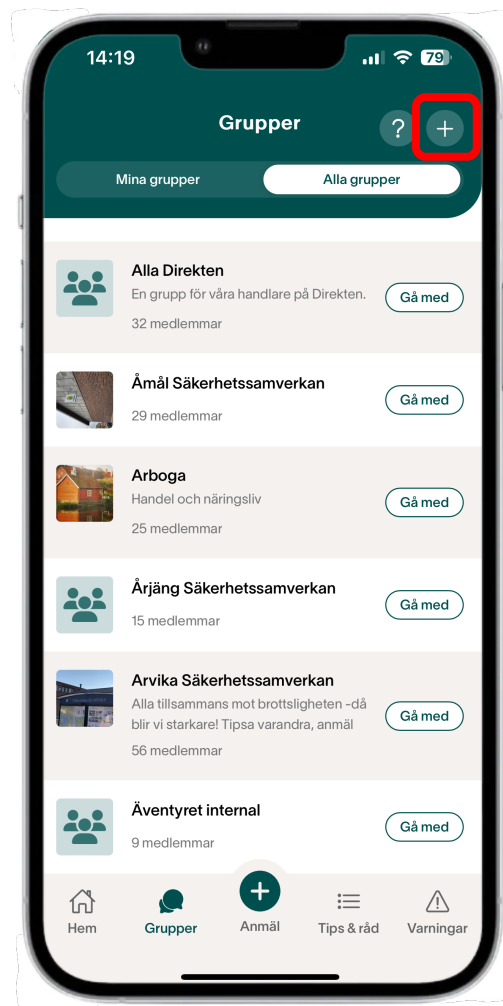 14:19
79
Grupper
?
+
Mina grupper
Alla grupper
Alla Direkten
En grupp för våra handlare på Direkten.
32 medlemmar
Gå med
Åmål Säkerhetssamverkan
29 medlemmar
Gå med
Arboga
Handel och näringsliv
25 medlemmar
Gå med
Årjäng Säkerhetssamverkan
15 medlemmar
Gå med
Arvika Säkerhetssamverkan
Alla tillsammans mot brottsligheten -då
blir vi starkare! Tipsa varandra, anmäl
56 medlemmar
Gå med
Äventyret internal
9 medlemmar
Gå med
Hem
Grupper
+
Anmäl
Tips & råd
Varningar